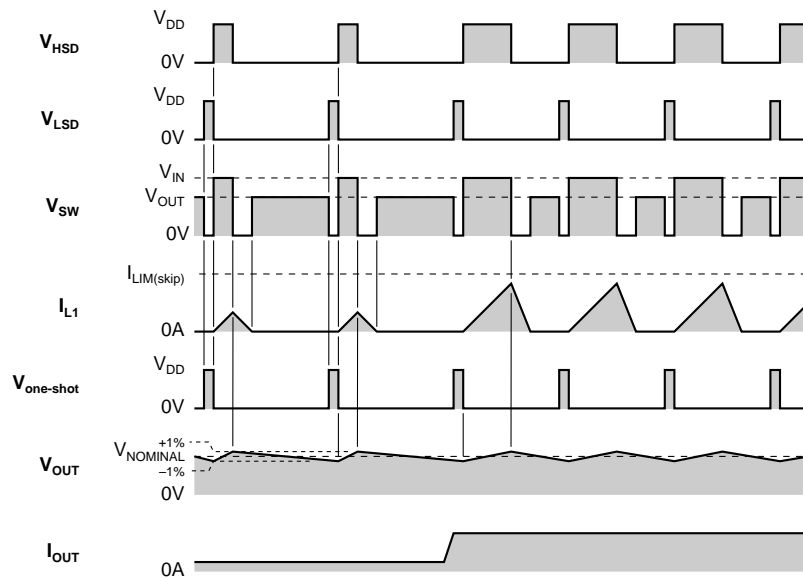 V_HSD
V_DD
0V
V_LSD
V_DD
0V
V_SW
V_IN
V_OUT
0V
I_L1
I_LIM(skip)
0A
V_one-shot
V_DD
0V
V_OUT
+1%
V_NOMINAL
–1%
0V
I_OUT
0A